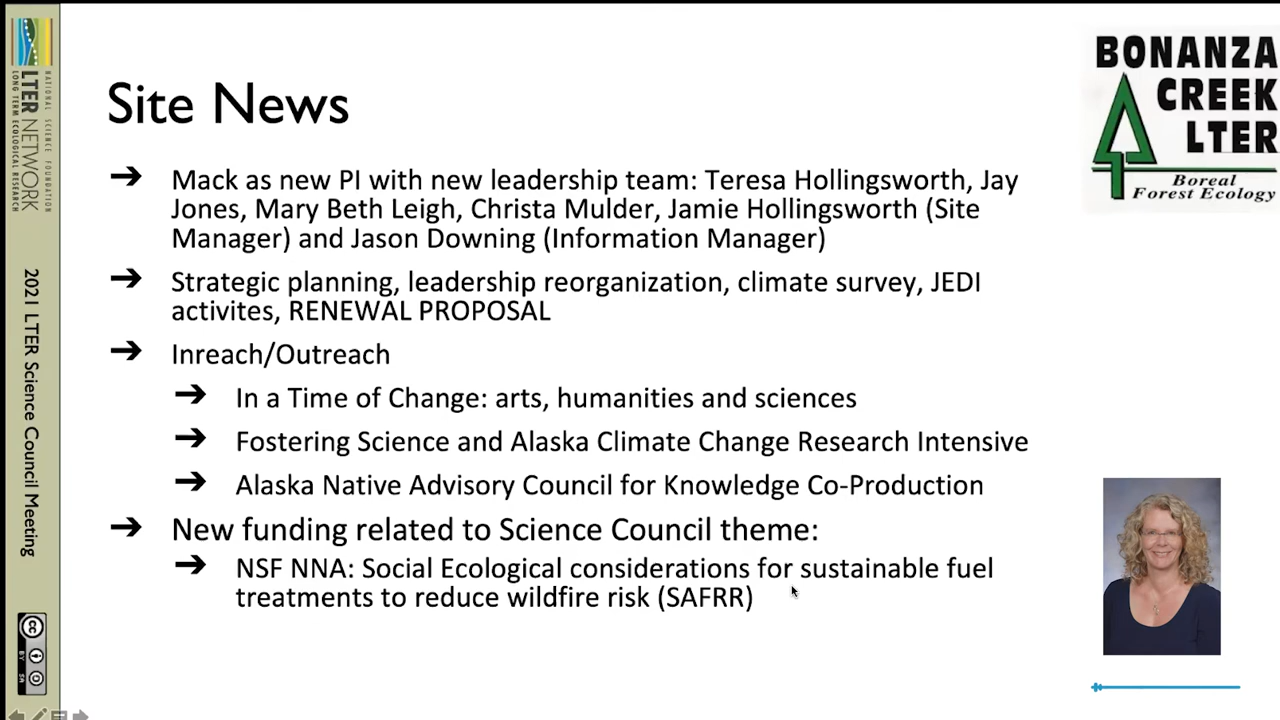 NATIONAL SCIENCE FOUNDATION
LTER NETWORK
LONG TERM ECOLOGICAL RESEARCH
2021 LTER Science Council Meeting
BY SA
Site News
➔ Mack as new PI with new leadership team: Teresa Hollingsworth, Jay
Jones, Mary Beth Leigh, Christa Mulder, Jamie Hollingsworth (Site
Manager) and Jason Downing (Information Manager)
➔ Strategic planning, leadership reorganization, climate survey, JEDI
activites, RENEWAL PROPOSAL
➔ Inreach/Outreach
➔ In a Time of Change: arts, humanities and sciences
➔ Fostering Science and Alaska Climate Change Research Intensive
➔ Alaska Native Advisory Council for Knowledge Co-Production
➔ New funding related to Science Council theme:
➔ NSF NNA: Social Ecological considerations for sustainable fuel
treatments to reduce wildfire risk (SAFRR)
BONANZA
CREEK
LTER
Boreal
Forest Ecology